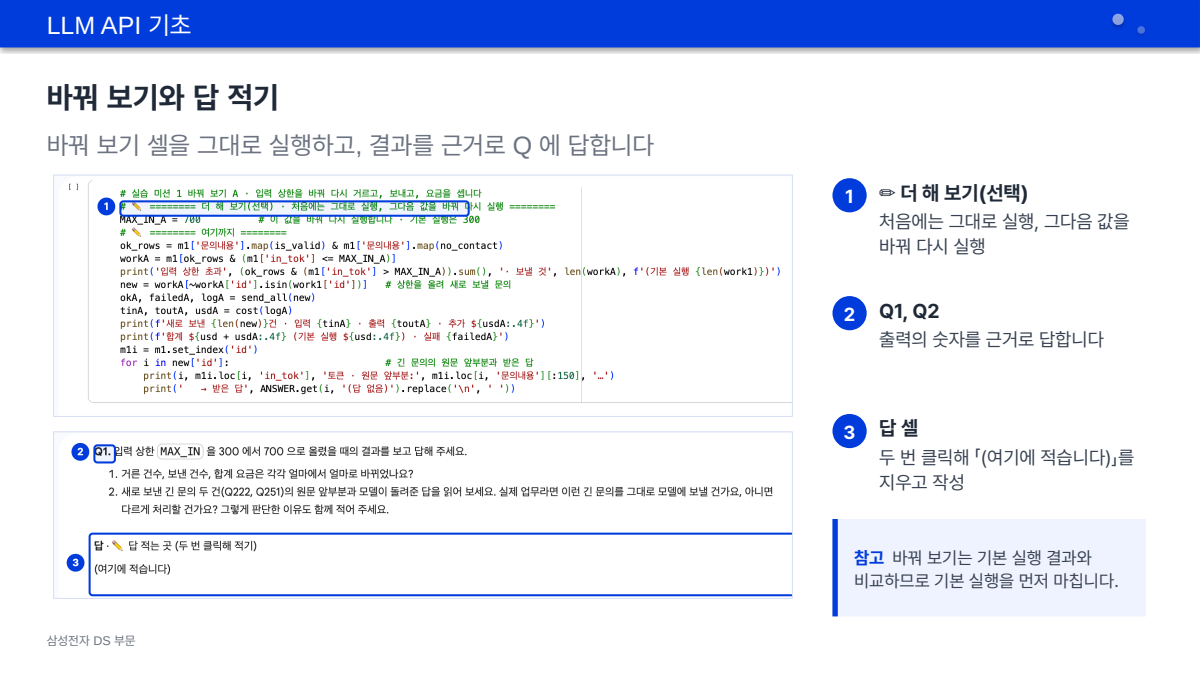 LLM API 기초
바꿔 보기와 답 적기
바꿔 보기 셀을 그대로 실행하고, 결과를 근거로 Q 에 답합니다
[ ]
# 실습 미션 1 바꿔 보기 A · 입력 상한을 바꿔 다시 거르고, 보내고, 요금을 셉니다
1
# ✏️ ======== 더 해 보기(선택) · 처음에는 그대로 실행, 그다음 값을 바꿔 다시 실행 ========
MAX_IN_A = 700 # 이 값을 바꿔 다시 실행합니다 · 기본 실행은 300
# ✏️ ======== 여기까지 ========
ok_rows = m1['문의내용'].map(is_valid) & m1['문의내용'].map(no_contact)
workA = m1[ok_rows & (m1['in_tok'] <= MAX_IN_A)]
print('입력 상한 초과', (ok_rows & (m1['in_tok'] > MAX_IN_A)).sum(), '· 보낼 것', len(workA), f'(기본 실행 {len(work1)})')
new = workA[~workA['id'].isin(work1['id'])] # 상한을 올려 새로 보낼 문의
okA, failedA, logA = send_all(new)
tinA, toutA, usdA = cost(logA)
print(f'새로 보낸 {len(new)}건 · 입력 {tinA} · 출력 {toutA} · 추가 ${usdA:.4f}')
print(f'합계 ${usd + usdA:.4f} (기본 실행 ${usd:.4f}) · 실패 {failedA}')
m1i = m1.set_index('id')
for i in new['id']: # 긴 문의의 원문 앞부분과 받은 답
print(i, m1i.loc[i, 'in_tok'], '토큰 · 원문 앞부분:', m1i.loc[i, '문의내용'][:150], '…')
print('   → 받은 답', ANSWER.get(i, '(답 없음)').replace('\n', ' '))
2
Q1. 입력 상한 MAX_IN 을 300 에서 700 으로 올렸을 때의 결과를 보고 답해 주세요.
1. 거른 건수, 보낸 건수, 합계 요금은 각각 얼마에서 얼마로 바뀌었나요?
2. 새로 보낸 긴 문의 두 건(Q222, Q251)의 원문 앞부분과 모델이 돌려준 답을 읽어 보세요. 실제 업무라면 이런 긴 문의를 그대로 모델에 보낼 건가요, 아니면
다르게 처리할 건가요? 그렇게 판단한 이유도 함께 적어 주세요.
3
답 · ✏️ 답 적는 곳 (두 번 클릭해 적기)
(여기에 적습니다)
1
✏ 더 해 보기(선택)
처음에는 그대로 실행, 그다음 값을
바꿔 다시 실행
2
Q1, Q2
출력의 숫자를 근거로 답합니다
3
답 셀
두 번 클릭해 「(여기에 적습니다)」를
지우고 작성
참고 바꿔 보기는 기본 실행 결과와
비교하므로 기본 실행을 먼저 마칩니다.
삼성전자 DS 부문